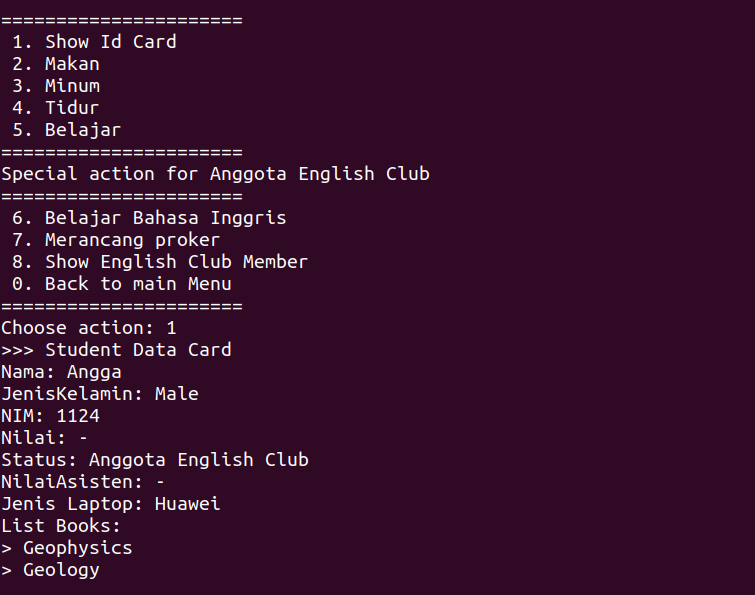 ======================
 1. Show Id Card
 2. Makan
 3. Minum
 4. Tidur
 5. Belajar
======================
Special action for Anggota English Club
======================
 6. Belajar Bahasa Inggris
 7. Merancang proker
 8. Show English Club Member
 0. Back to main Menu
======================
Choose action: 1
>>> Student Data Card
Nama: Angga
JenisKelamin: Male
NIM: 1124
Nilai: -
Status: Anggota English Club
NilaiAsisten: -
Jenis Laptop: Huawei
List Books:
> Geophysics
> Geology